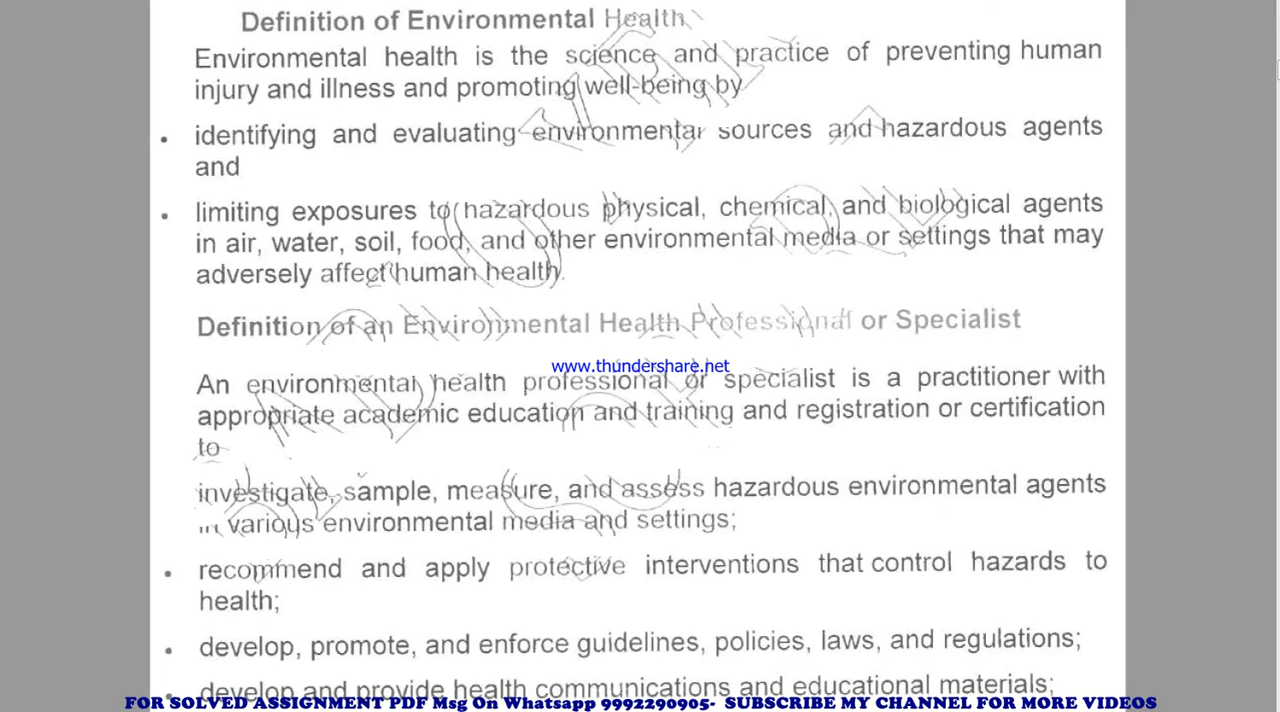 Definition of Environmental Health
Environmental health is the science and practice of preventing human
injury and illness and promoting well-being by
• identifying and evaluating environmental sources and hazardous agents
and
• limiting exposures to hazardous physical, chemical, and biological agents
in air, water, soil, food, and other environmental media or settings that may
adversely affect human health.
Definition of an Environmental Health Professional or Specialist
www.thundershare.net
An environmental health professional or specialist is a practitioner with
appropriate academic education and training and registration or certification
to
investigate, sample, measure, and assess hazardous environmental agents
in various environmental media and settings;
• recommend and apply protective interventions that control hazards to
health;
• develop, promote, and enforce guidelines, policies, laws, and regulations;
• develop and provide health communications and educational materials;
FOR SOLVED ASSIGNMENT PDF Msg On Whatsapp 9992290905- SUBSCRIBE MY CHANNEL FOR MORE VIDEOS